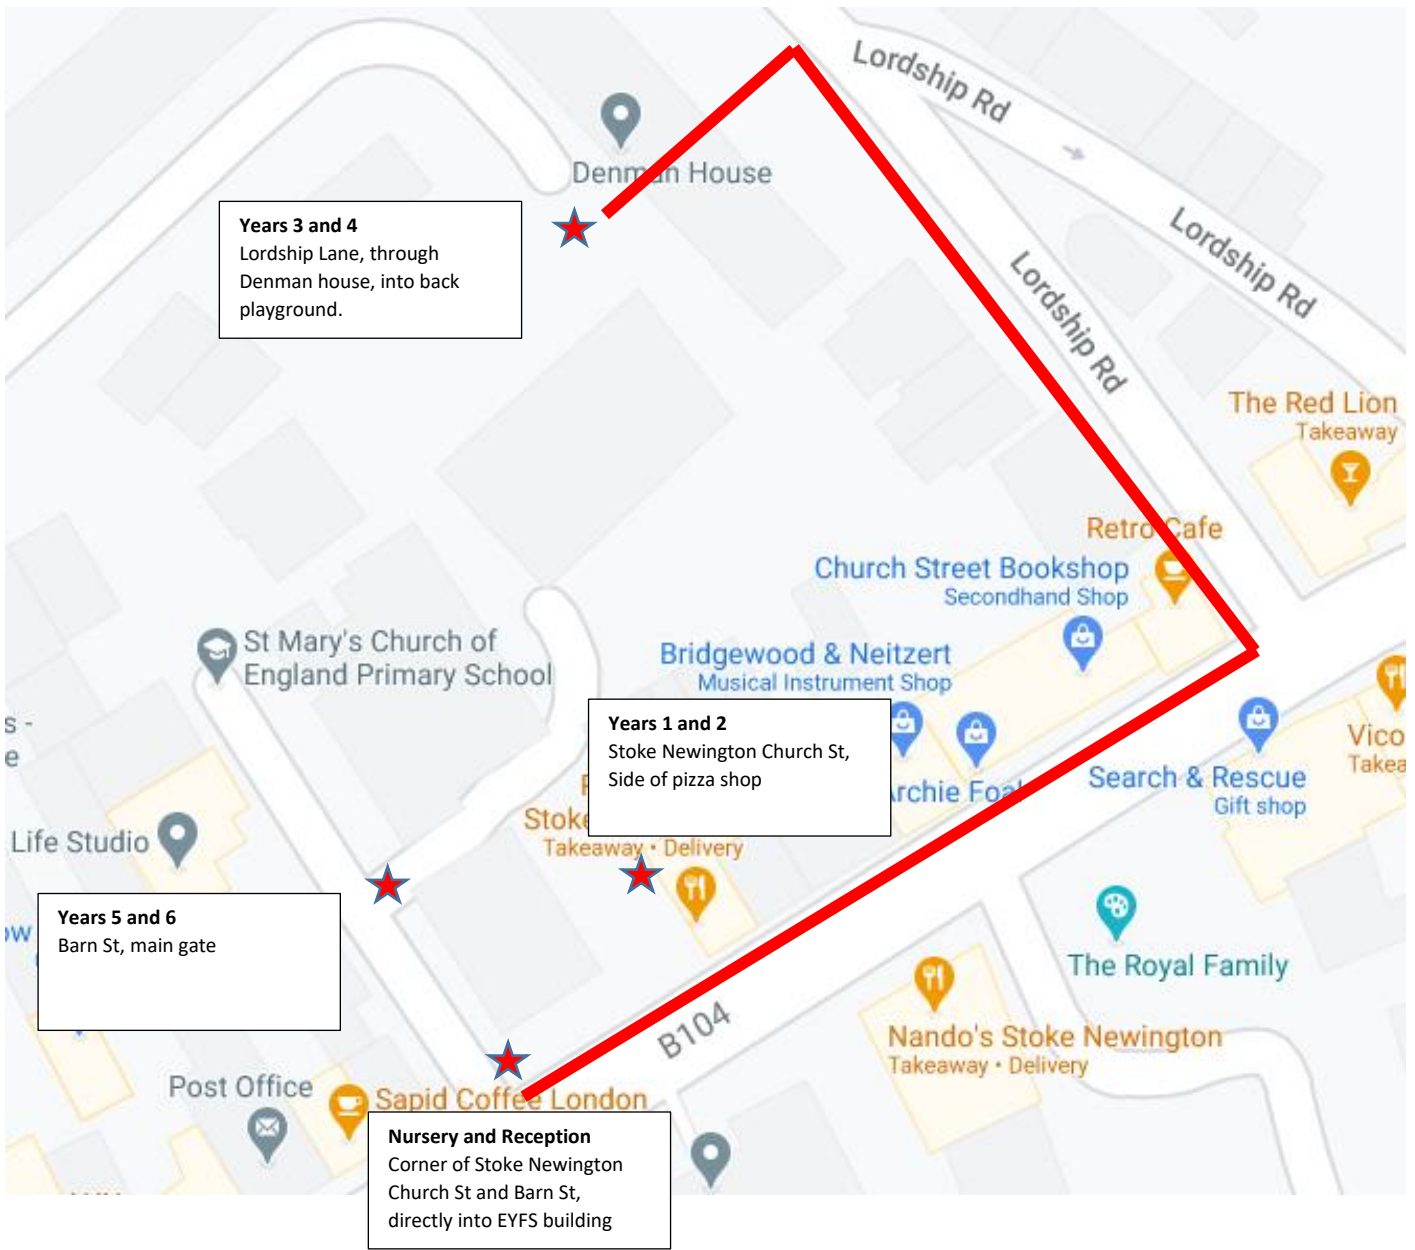 Lordship Rd
Denman House
Years 3 and 4
Lordship Lane, through
Denman house, into back
playground.
Lordship Rd
Lordship Rd
The Red Lion
Takeaway
Retro Cafe
Church Street Bookshop
Secondhand Shop
St Mary's Church of
England Primary School
Bridgewood & Neitzert
Musical Instrument Shop
Years 1 and 2
Stoke Newington Church St,
Side of pizza shop
s -
e
Vico
Takea
Search & Rescue
Gift shop
Archie Foal
Stoke
Takeaway • Delivery
Life Studio
Years 5 and 6
Barn St, main gate
ow
The Royal Family
B104
Nando's Stoke Newington
Takeaway • Delivery
Post Office
Sapid Coffee London
Nursery and Reception
Corner of Stoke Newington
Church St and Barn St,
directly into EYFS building